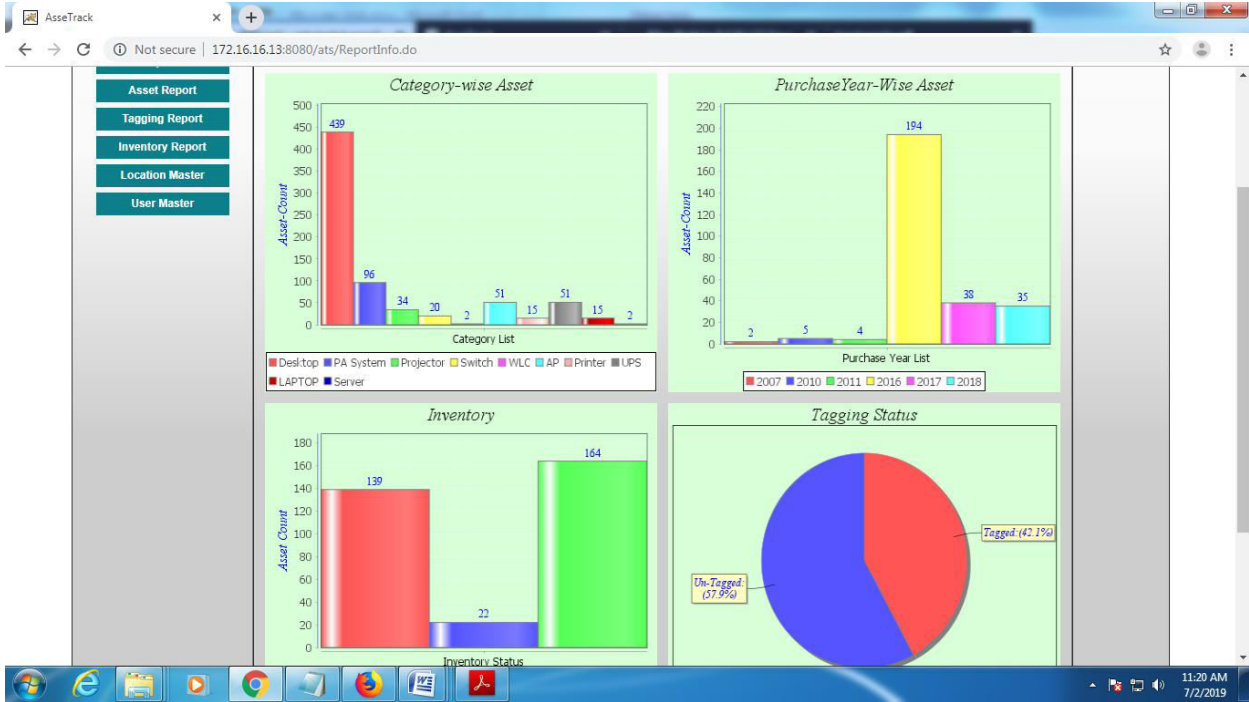 AsseTrack
Not secure | 172.16.16.13:8080/ats/ReportInfo.do
Asset Report
Tagging Report
Inventory Report
Location Master
User Master
Category-wise Asset
500
450
400
350
300
250
200
150
100
50
0
Asset-Count
439
96
34
20
2
51
15
51
15
2
Category List
Desktop PA System Projector Switch WLC AP Printer UPS
LAPTOP Server
PurchaseYear-Wise Asset
220
200
180
160
140
120
100
80
60
40
20
0
Asset-Count
2
5
4
194
38
35
Purchase Year List
2007 2010 2011 2016 2017 2018
Inventory
180
160
140
120
100
80
60
40
20
0
Asset Count
139
22
164
Inventory Status
Tagging Status
Tagged:(42.1%)
Un-Tagged:
(57.9%)
11:20 AM
7/2/2019